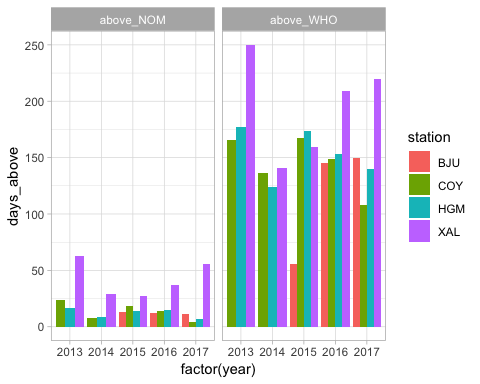 above_NOM above_WHO
250
200
150
100
50
0
days_above
2013 2014 2015 2016 2017 2013 2014 2015 2016 2017
factor(year)
station
BJU
COY
HGM
XAL